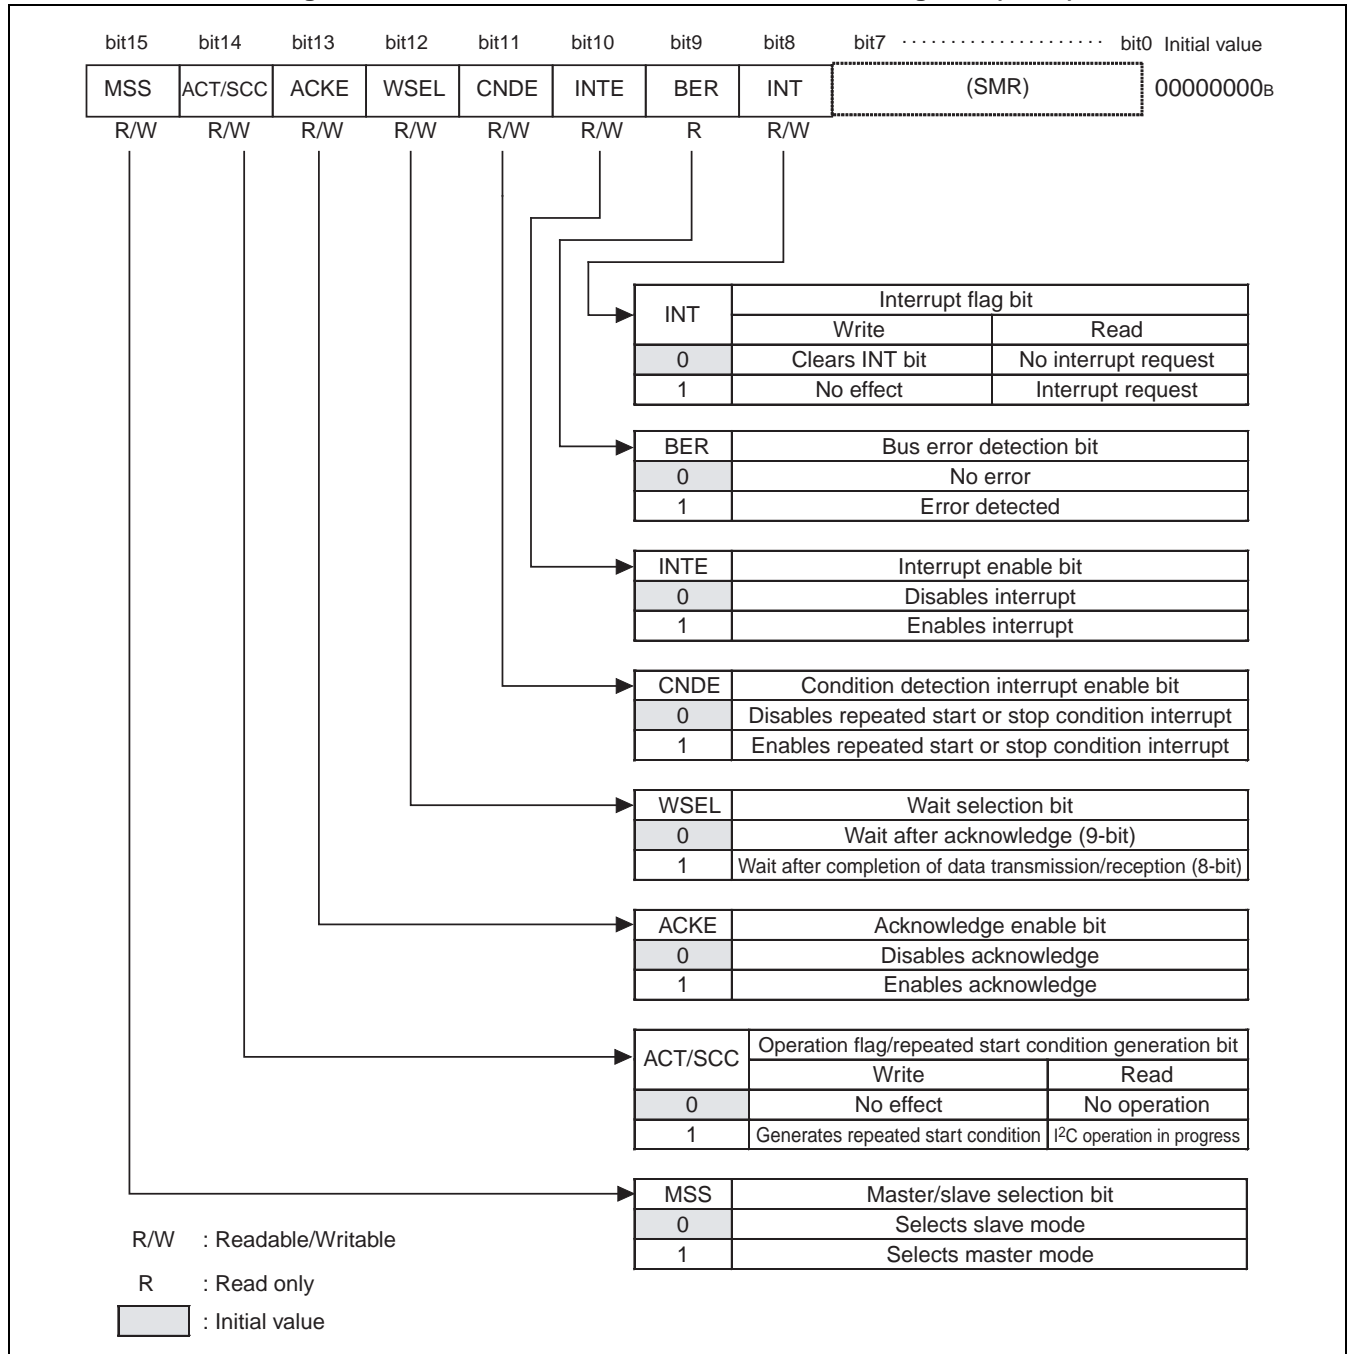 bit15 bit14 bit13 bit12 bit11 bit10 bit9 bit8 bit7 ...................... bit0 Initial value
MSS ACT/SCC ACKE WSEL CNDE INTE BER INT (SMR) 00000000B
R/W R/W R/W R/W R/W R/W R R/W
INT Interrupt flag bit
Write Read
0 Clears INT bit No interrupt request
1 No effect Interrupt request
BER Bus error detection bit
0 No error
1 Error detected
INTE Interrupt enable bit
0 Disables interrupt
1 Enables interrupt
CNDE Condition detection interrupt enable bit
0 Disables repeated start or stop condition interrupt
1 Enables repeated start or stop condition interrupt
WSEL Wait selection bit
0 Wait after acknowledge (9-bit)
1 Wait after completion of data transmission/reception (8-bit)
ACKE Acknowledge enable bit
0 Disables acknowledge
1 Enables acknowledge
ACT/SCC Operation flag/repeated start condition generation bit
Write Read
0 No effect No operation
1 Generates repeated start condition I²C operation in progress
MSS Master/slave selection bit
0 Selects slave mode
1 Selects master mode
R/W : Readable/Writable
R : Read only
: Initial value